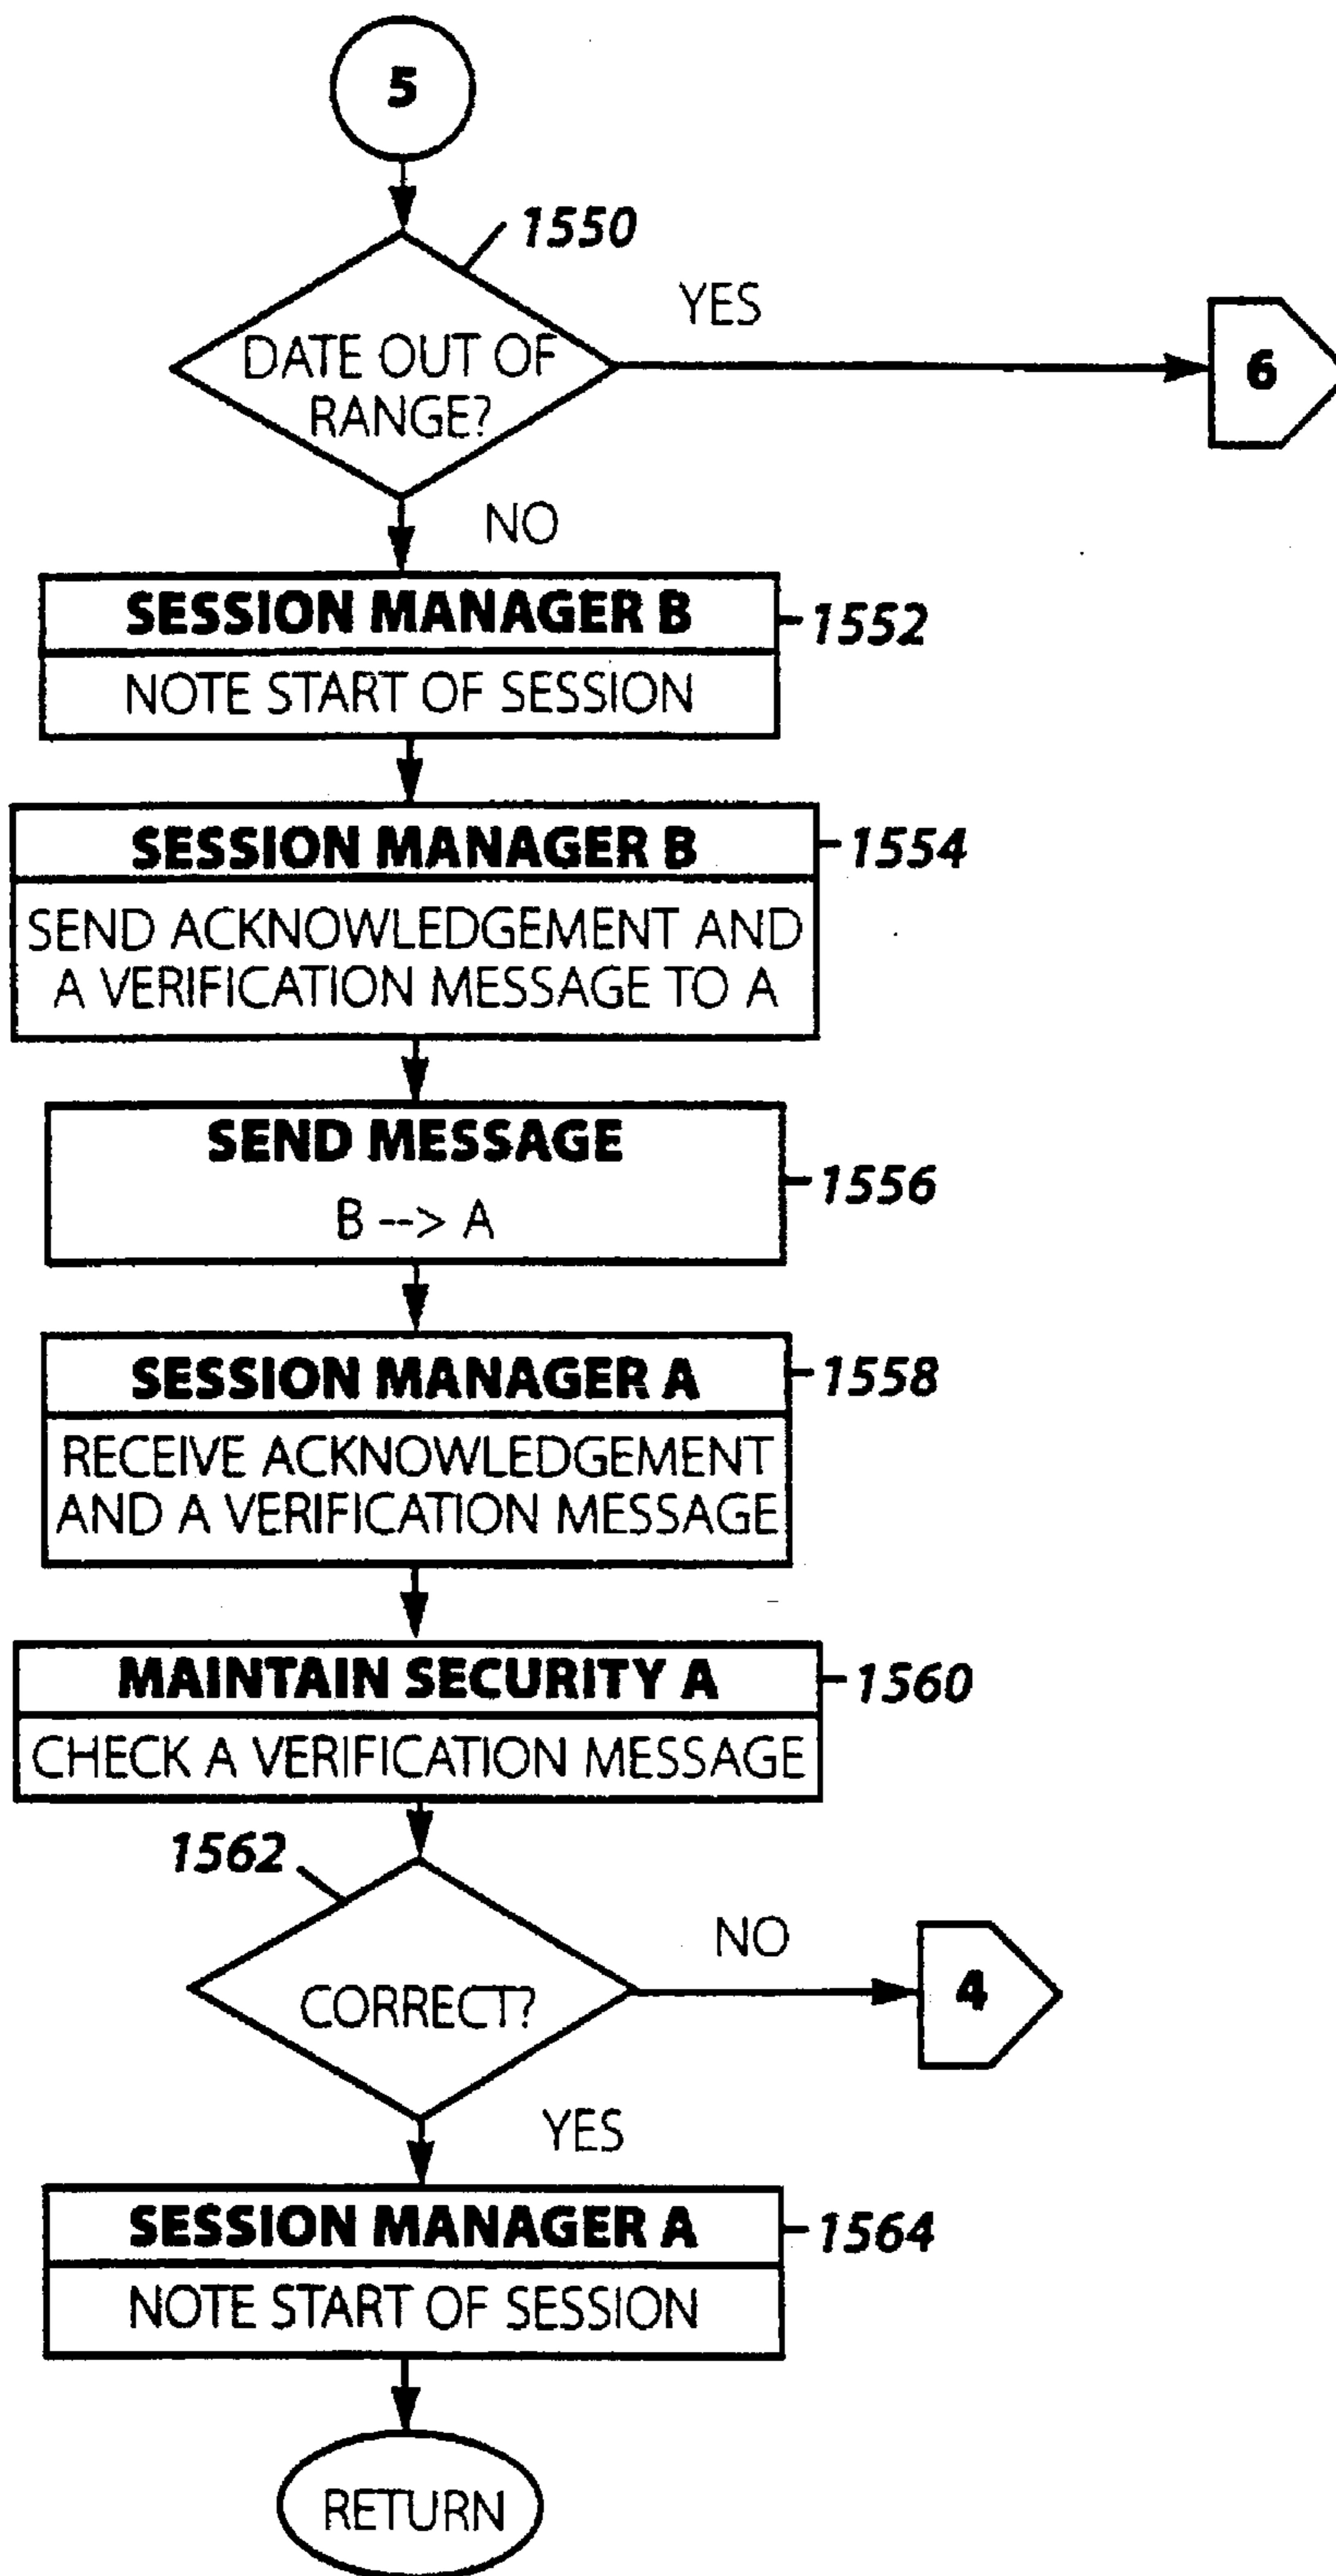 5
1550
YES
DATE OUT OF
RANGE?
6
NO
SESSION MANAGER B
1552
NOTE START OF SESSION
SESSION MANAGER B
1554
SEND ACKNOWLEDGEMENT AND
A VERIFICATION MESSAGE TO A
SEND MESSAGE
1556
B --> A
SESSION MANAGER A
1558
RECEIVE ACKNOWLEDGEMENT
AND A VERIFICATION MESSAGE
MAINTAIN SECURITY A
1560
CHECK A VERIFICATION MESSAGE
1562
NO
CORRECT?
4
YES
SESSION MANAGER A
1564
NOTE START OF SESSION
RETURN